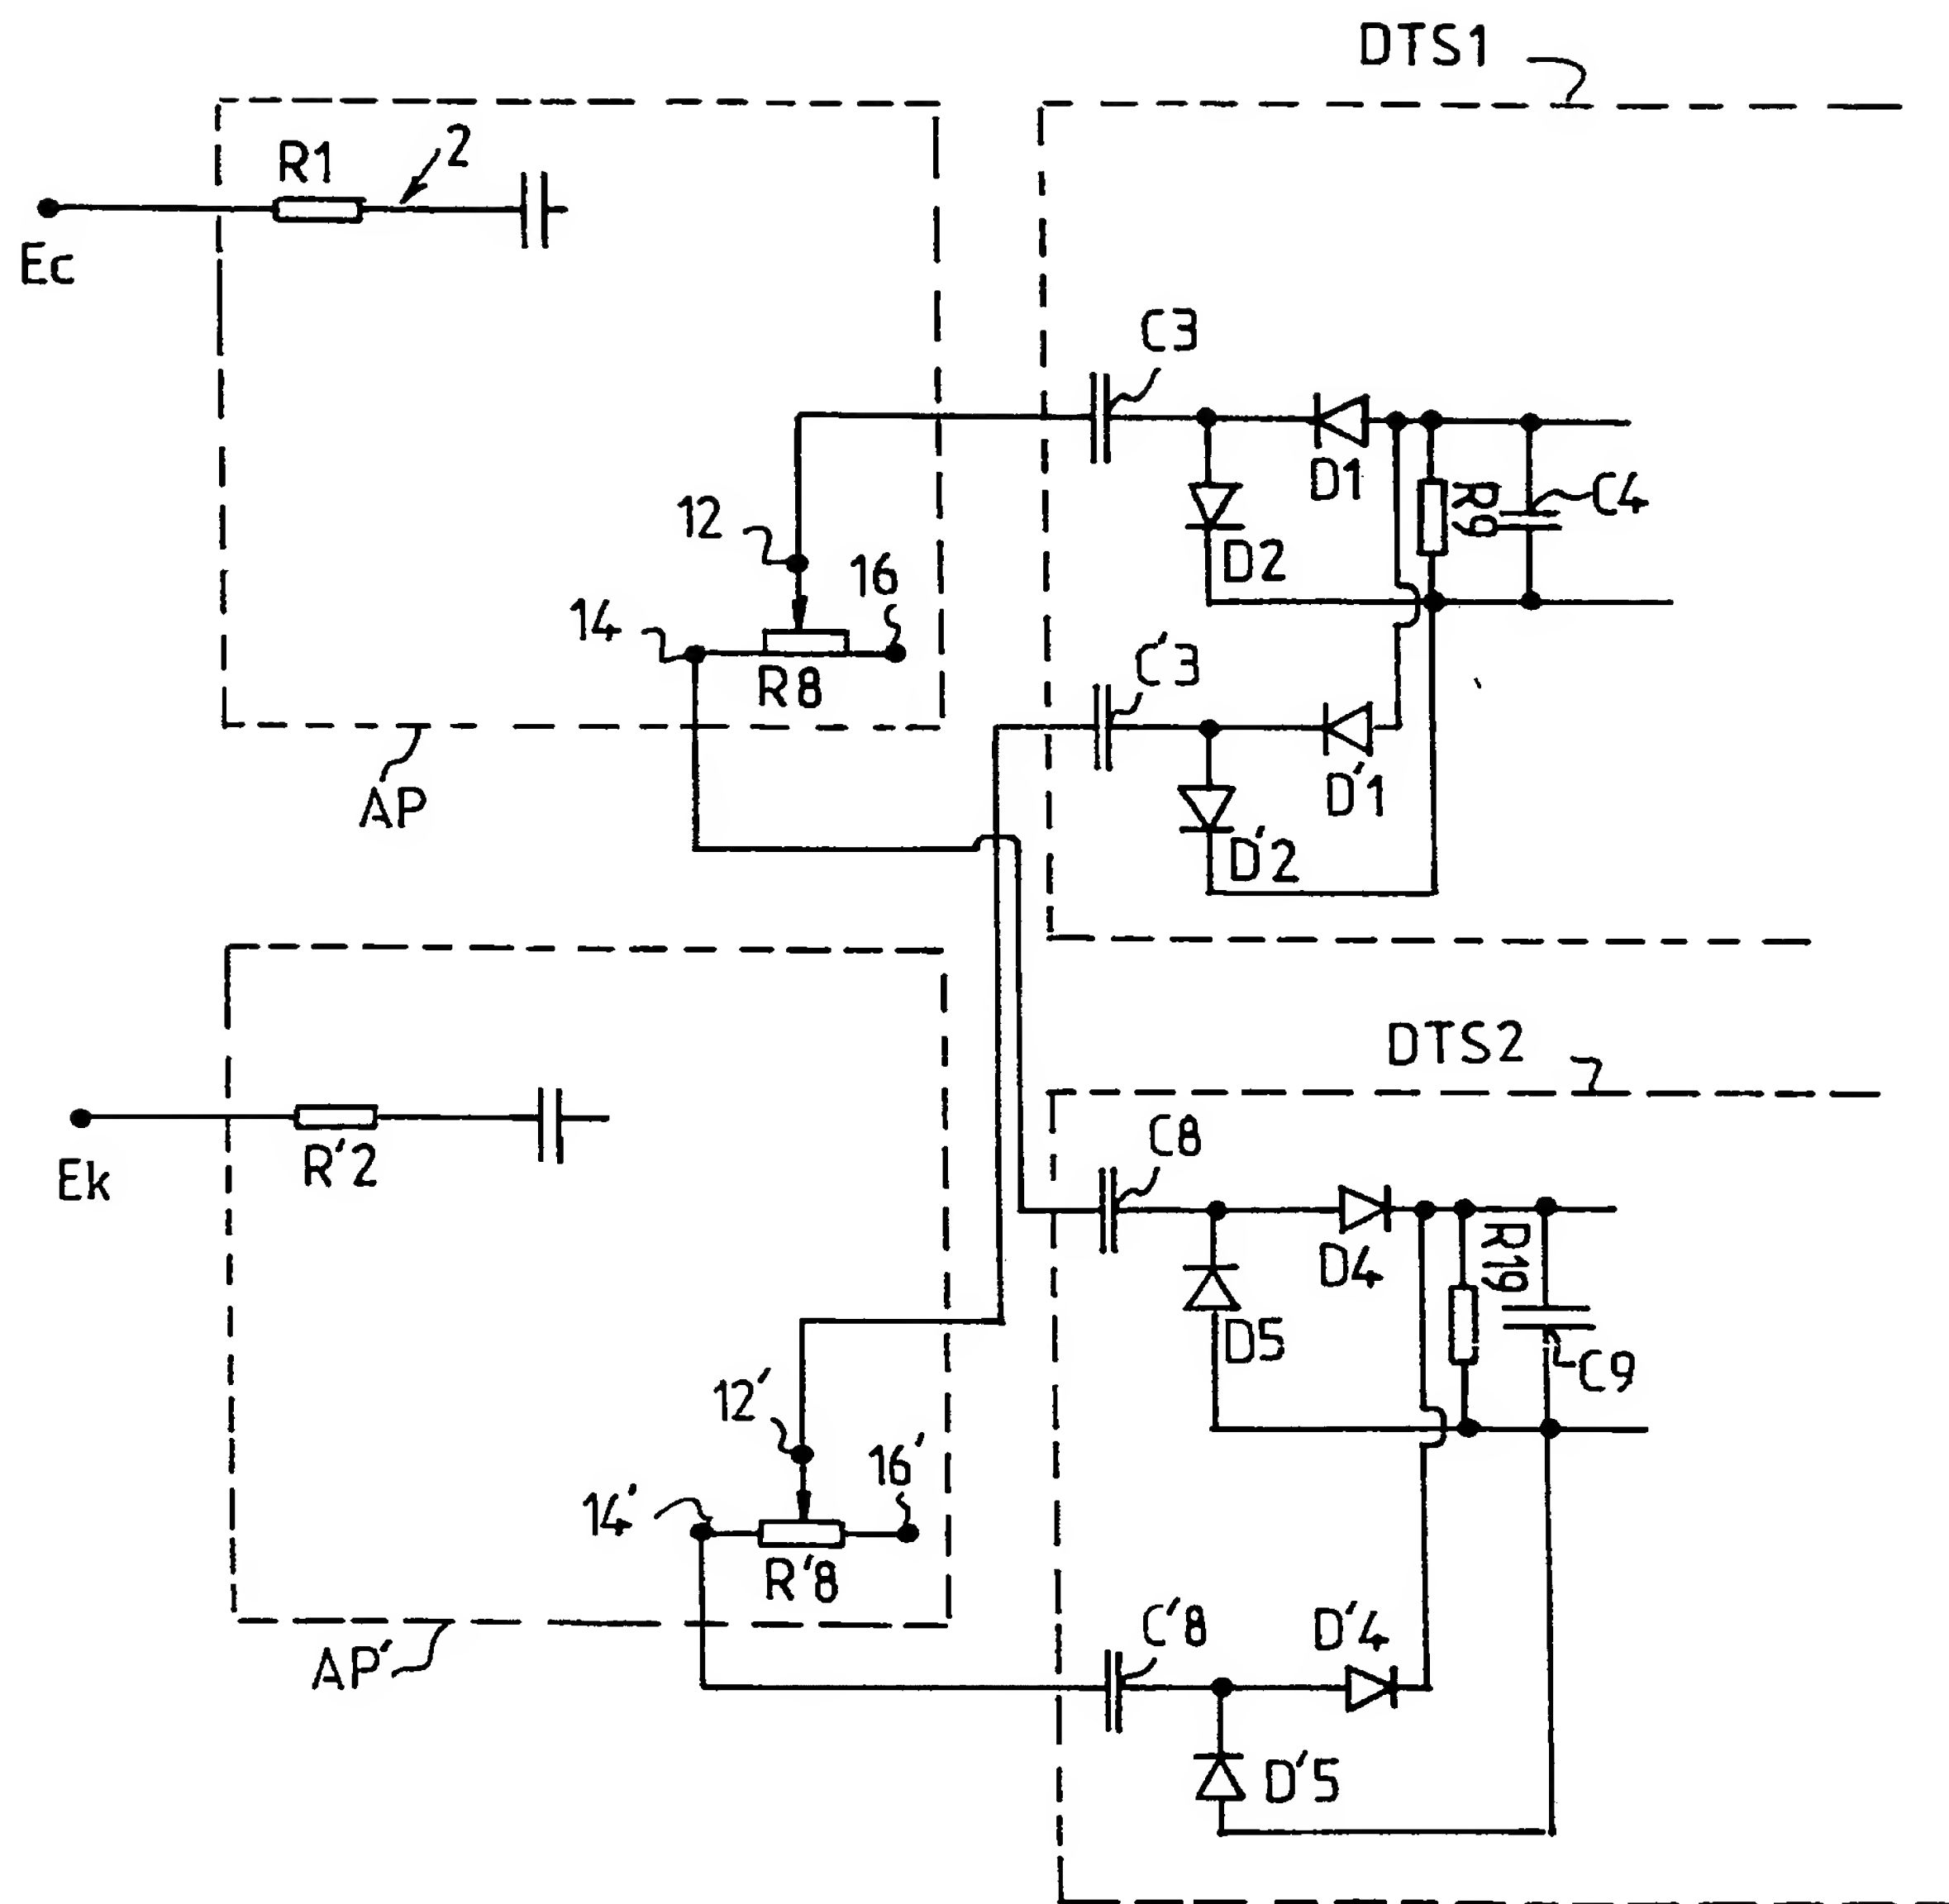 DTS1
R1
2
Ec
C3
D1
R9
C4
12
D2
16
14
R8
C'3
D'1
AP
D'2
DTS2
C8
Ek
R'2
D4
R19
D5
C9
12'
16'
14'
R'8
C'8
D'4
AP'
D'5